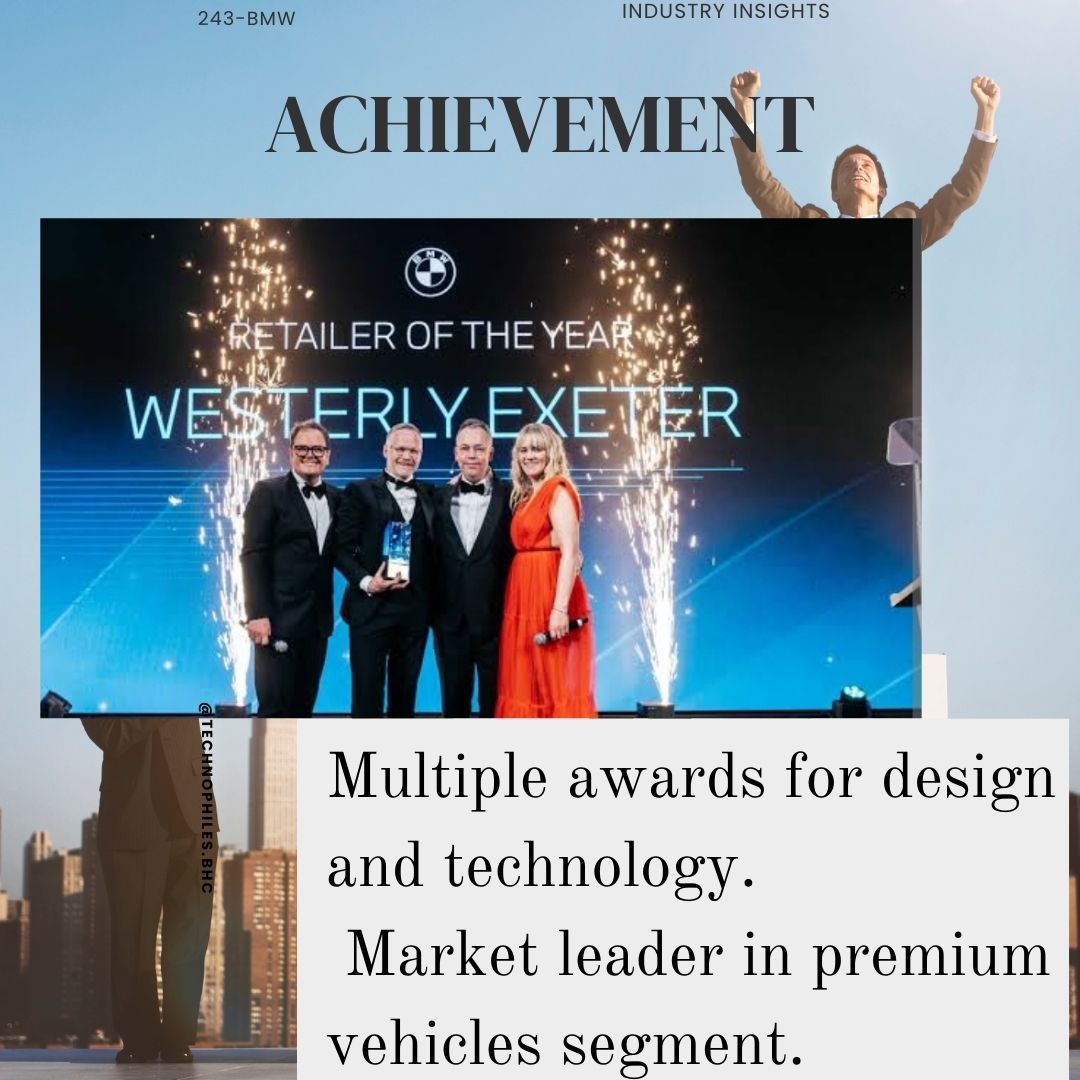 243-BMW
INDUSTRY INSIGHTS
ACHIEVEMENT
BMW
RETAILER OF THE YEAR
WESTERLY EXETER
@TECHNOPHILES.BHC
Multiple awards for design
and technology.
Market leader in premium
vehicles segment.